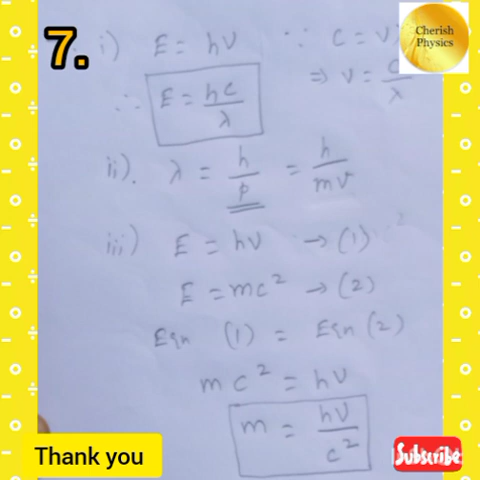 7.
Cherish
Physics
i) E = hν ∵ C = νλ
⇒ ν = C/λ
∴ E = hc/λ
ii). λ = h/p = h/mv
iii) E = hν → (1)
E = mc² → (2)
Eqn (1) = Eqn (2)
mc² = hν
m = hν/c²
Thank you
Subscribe